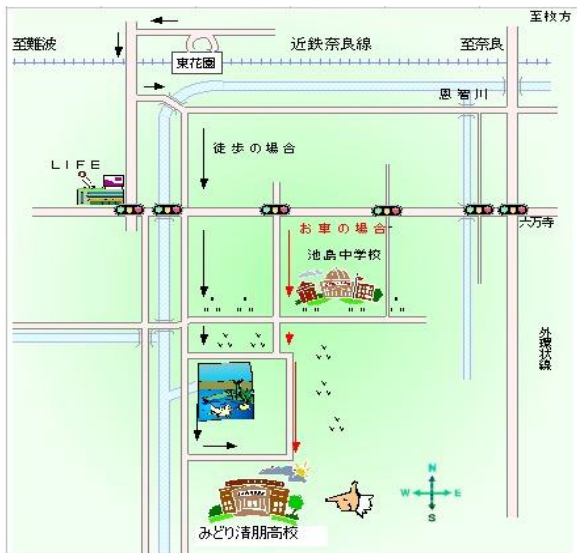 至枚方
至難波
近鉄奈良線
至奈良
東花園
恩智川
徒歩の場合
LIFE
六万寺
お車の場合
池島中学校
外環状線
N
W
E
S
みどり清朋高校